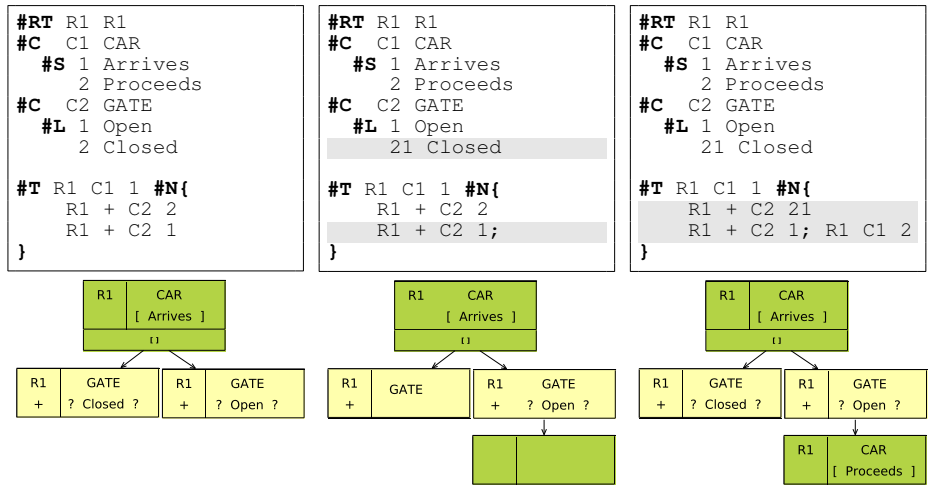 #RT R1 R1
#C C1 CAR
#S 1 Arrives
2 Proceeds
#C C2 GATE
#L 1 Open
2 Closed
#T R1 C1 1 #N{
R1 + C2 2
R1 + C2 1
}
R1 CAR
[ Arrives ]
[]
R1 GATE R1 GATE
+ ? Closed ? + ? Open ?
#RT R1 R1
#C C1 CAR
#S 1 Arrives
2 Proceeds
#C C2 GATE
#L 1 Open
21 Closed
#T R1 C1 1 #N{
R1 + C2 2
R1 + C2 1;
}
R1 CAR
[ Arrives ]
[]
R1 GATE R1 GATE
+ + ? Open ?
#RT R1 R1
#C C1 CAR
#S 1 Arrives
2 Proceeds
#C C2 GATE
#L 1 Open
21 Closed
#T R1 C1 1 #N{
R1 + C2 21
R1 + C2 1; R1 C1 2
}
R1 CAR
[ Arrives ]
[]
R1 GATE R1 GATE
+ ? Closed ? + ? Open ?
R1 CAR
[ Proceeds ]